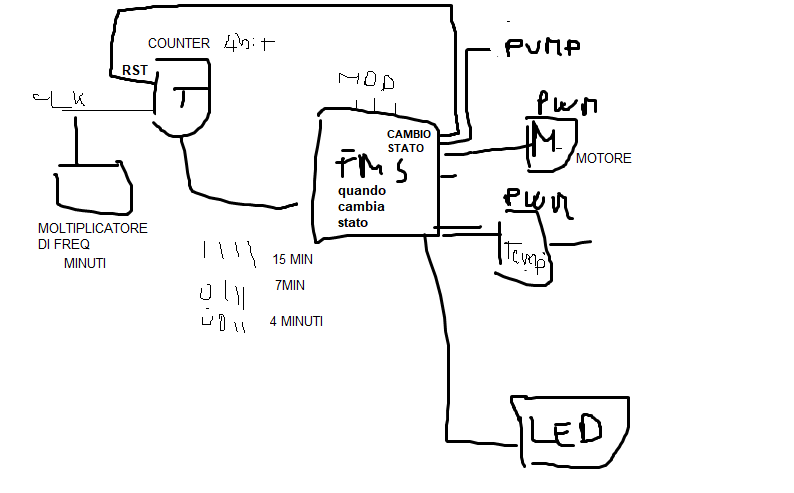 COUNTER 4bit
RST
T
CLK
MOD
PUMP
PWM
M
MOTORE
CAMBIO
STATO
FMS
quando
cambia
stato
PWM
Temp
MOLTIPLICATORE
DI FREQ
MINUTI
1111 15 MIN
0111 7MIN
0011 4 MINUTI
LED